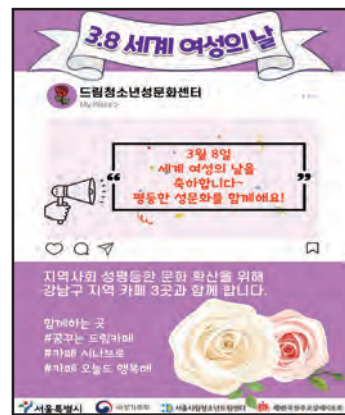 3.8 세계 여성의 날
드림청소년성문화센터
3월 8일
세계 여성의 날을
축하합니다~
평등한 성문화를 함께해요!
지역사회 성평등한 문화 확산을 위해
강남구 지역 카페 3곳과 함께 합니다.
함께하는 곳
#꿈꾸는 드림카페
#카페 시나브로
#카페 오늘도 행복해
서울특별시 여성가족부